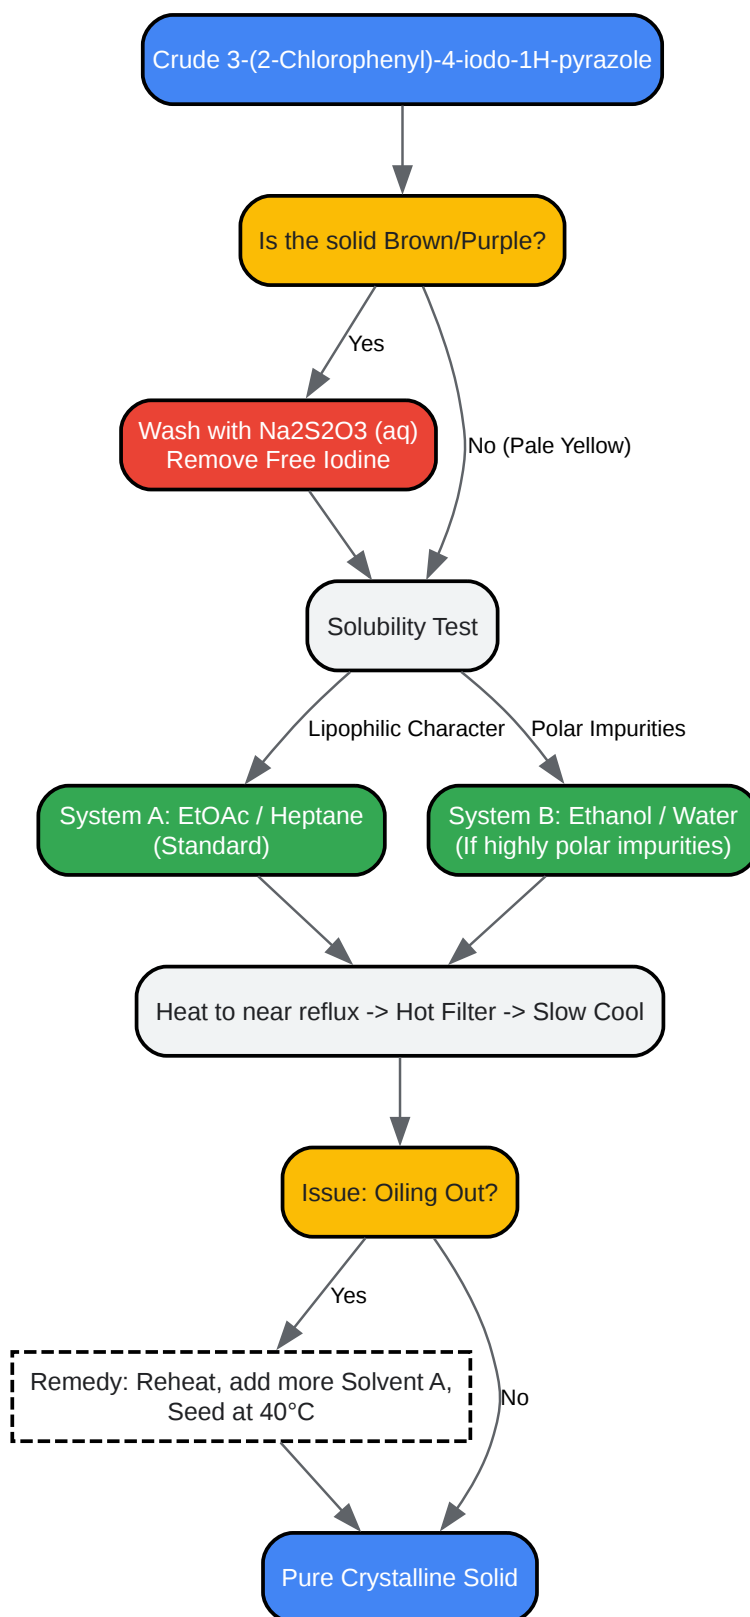 Crude 3-(2-Chlorophenyl)-4-iodo-1H-pyrazole
Is the solid Brown/Purple?
Yes
Wash with Na2S2O3 (aq)
Remove Free Iodine
No (Pale Yellow)
Solubility Test
Lipophilic Character
Polar Impurities
System A: EtOAc / Heptane
(Standard)
System B: Ethanol / Water
(If highly polar impurities)
Heat to near reflux -> Hot Filter -> Slow Cool
Issue: Oiling Out?
Yes
Remedy: Reheat, add more Solvent A,
Seed at 40°C
No
Pure Crystalline Solid